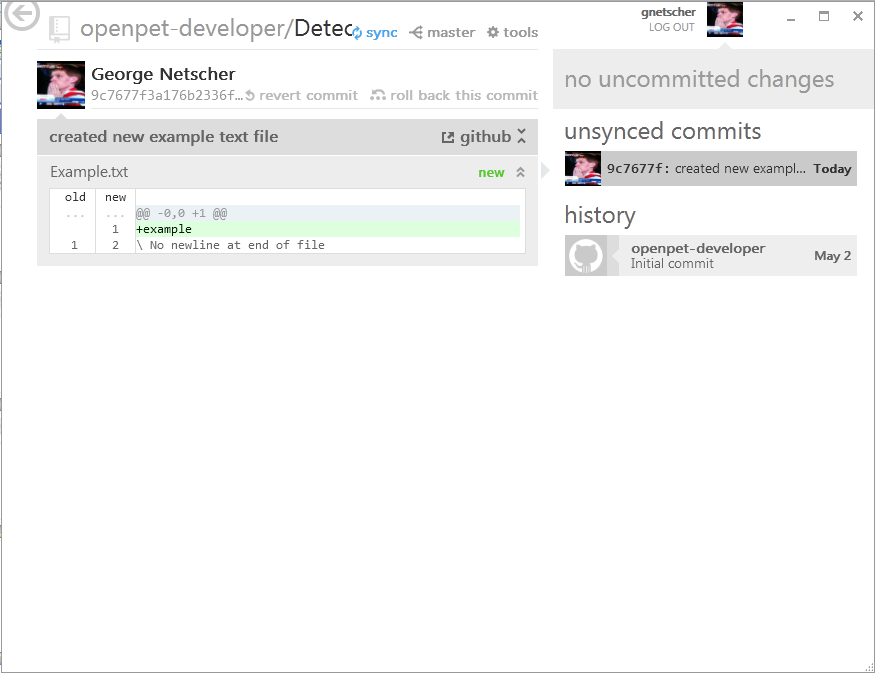 openpet-developer/Detec
sync master tools
gnetscher
LOG OUT
George Netscher
9c7677f3a176b2336f... revert commit roll back this commit
created new example text file github
Example.txt new
old new
... ... @@ -0,0 +1 @@
1 +example
1 2 \ No newline at end of file
no uncommitted changes
unsynced commits
9c7677f: created new exampl... Today
history
openpet-developer
Initial commit
May 2